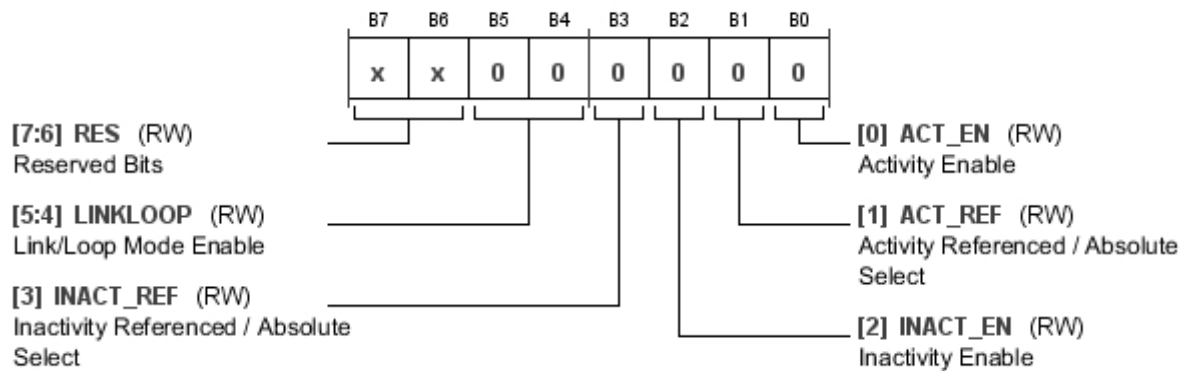 B7 B6 B5 B4 B3 B2 B1 B0
x x 0 0 0 0 0 0
[7:6] RES (RW)
Reserved Bits
[5:4] LINKLOOP (RW)
Link/Loop Mode Enable
[3] INACT_REF (RW)
Inactivity Referenced / Absolute
Select
[0] ACT_EN (RW)
Activity Enable
[1] ACT_REF (RW)
Activity Referenced / Absolute
Select
[2] INACT_EN (RW)
Inactivity Enable